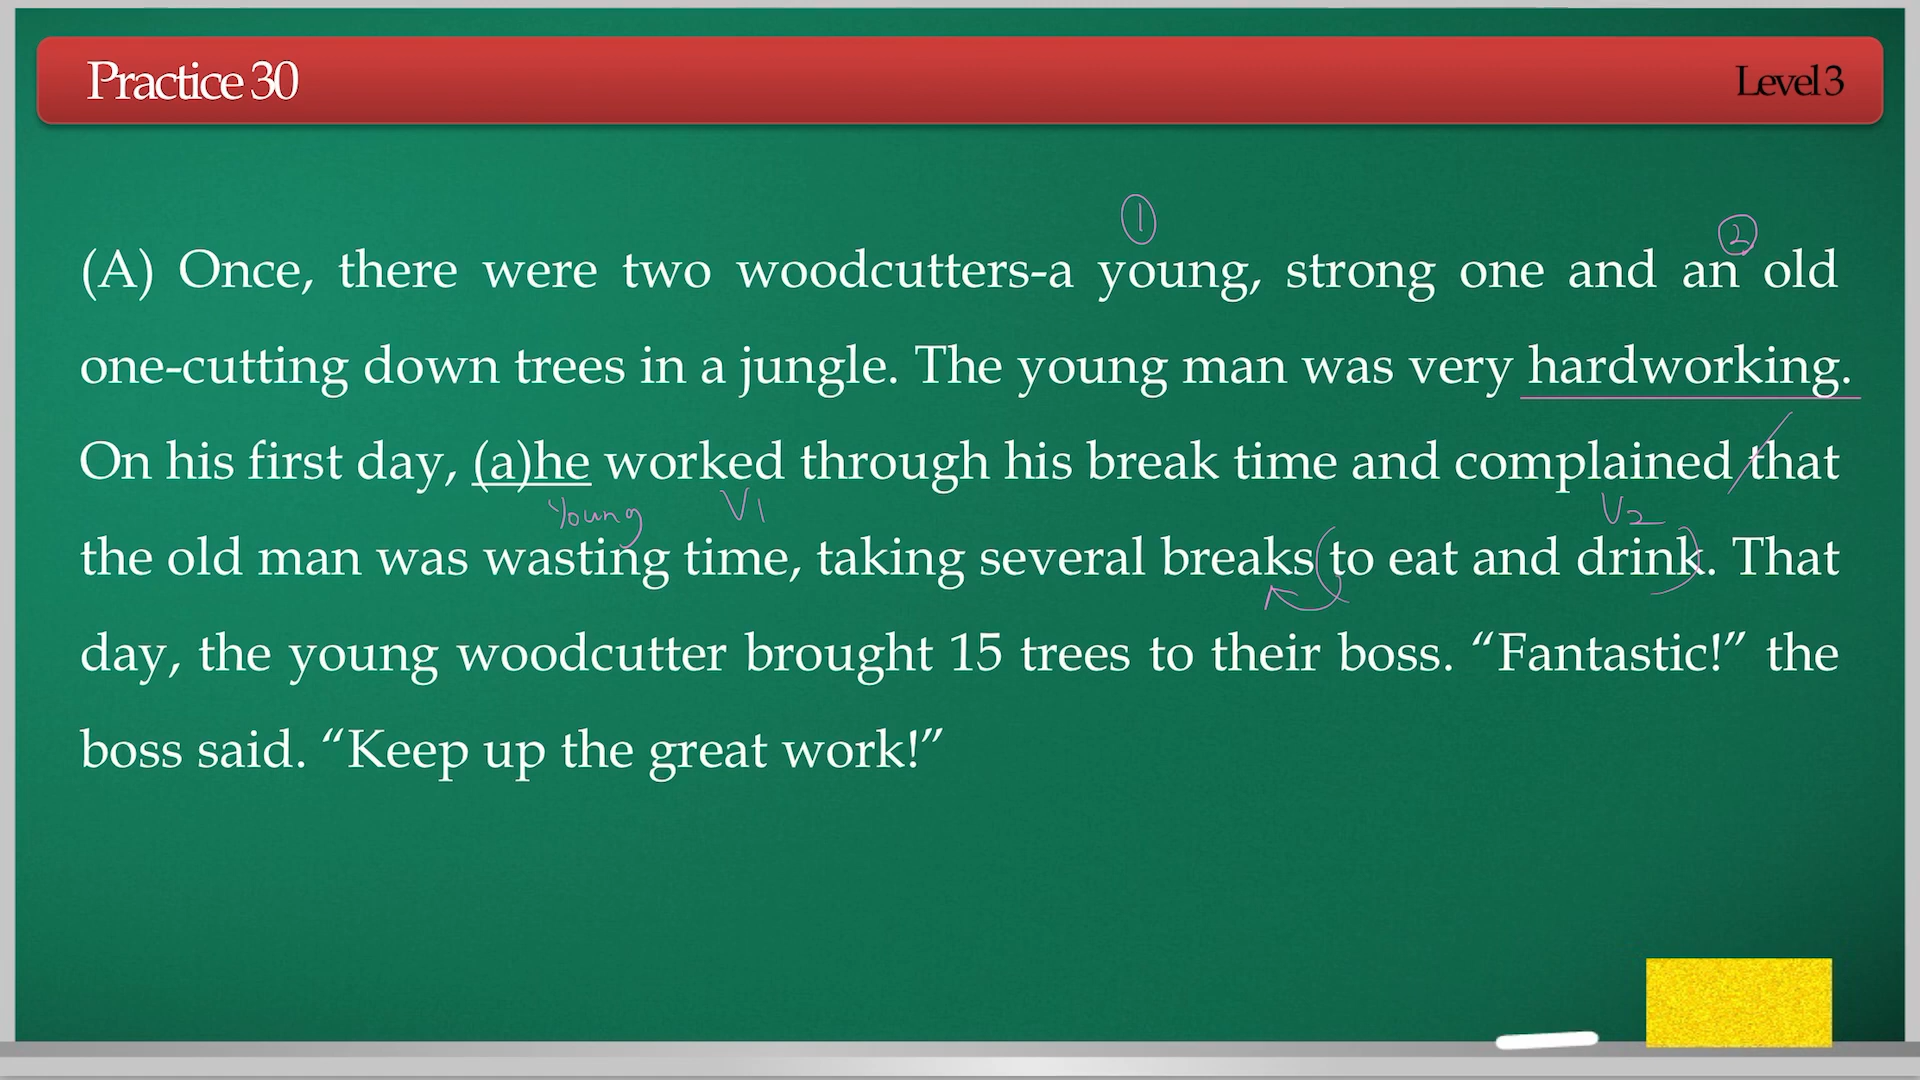 Practice 30
Level 3
① ②
(A) Once, there were two woodcutters-a young, strong one and an old
one-cutting down trees in a jungle. The young man was very hardworking.
On his first day, (a)he worked through his break time and complained that
young V1 V2
the old man was wasting time, taking several breaks (to eat and drink). That
day, the young woodcutter brought 15 trees to their boss. “Fantastic!” the
boss said. “Keep up the great work!”